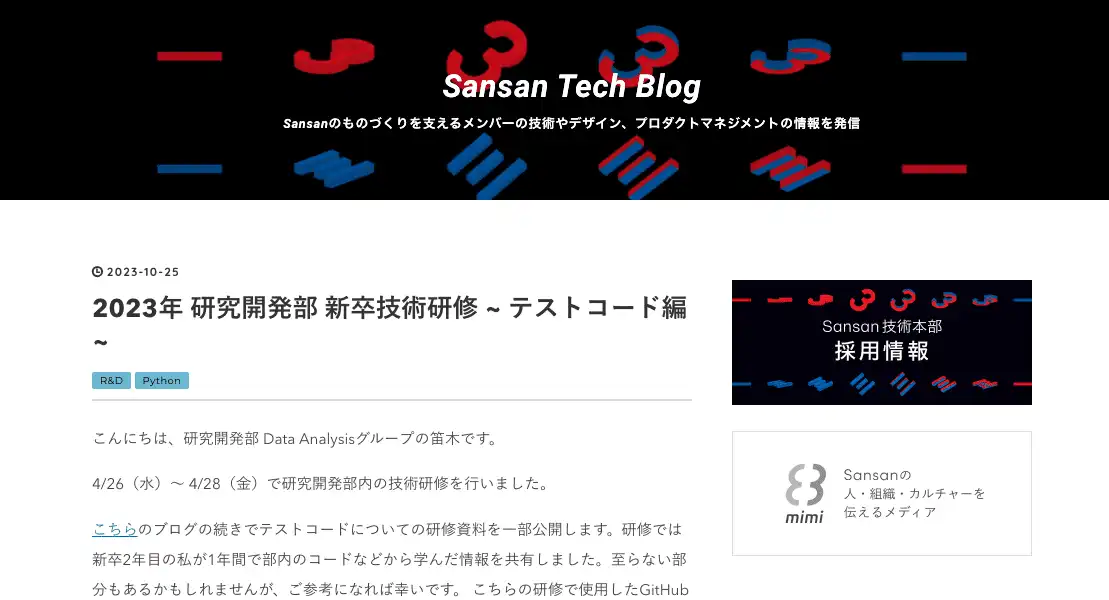 Sansan Tech Blog
Sansanのものづくりを支えるメンバーの技術やデザイン、プロダクトマネジメントの情報を発信
2023-10-25
2023年 研究開発部 新卒技術研修 ~ テストコード編
~
R&D Python
こんにちは、研究開発部 Data Analysisグループの笛木です。
4/26（水）〜 4/28（金）で研究開発部内の技術研修を行いました。
こちらのブログの続きでテストコードについての研修資料を一部公開します。研修では
新卒2年目の私が1年間で部内のコードなどから学んだ情報を共有しました。至らない部
分もあるかもしれませんが、ご参考になれば幸いです。 こちらの研修で使用したGitHub
Sansan 技術本部
採用情報
mimi
Sansanの
人・組織・カルチャーを
伝えるメディア